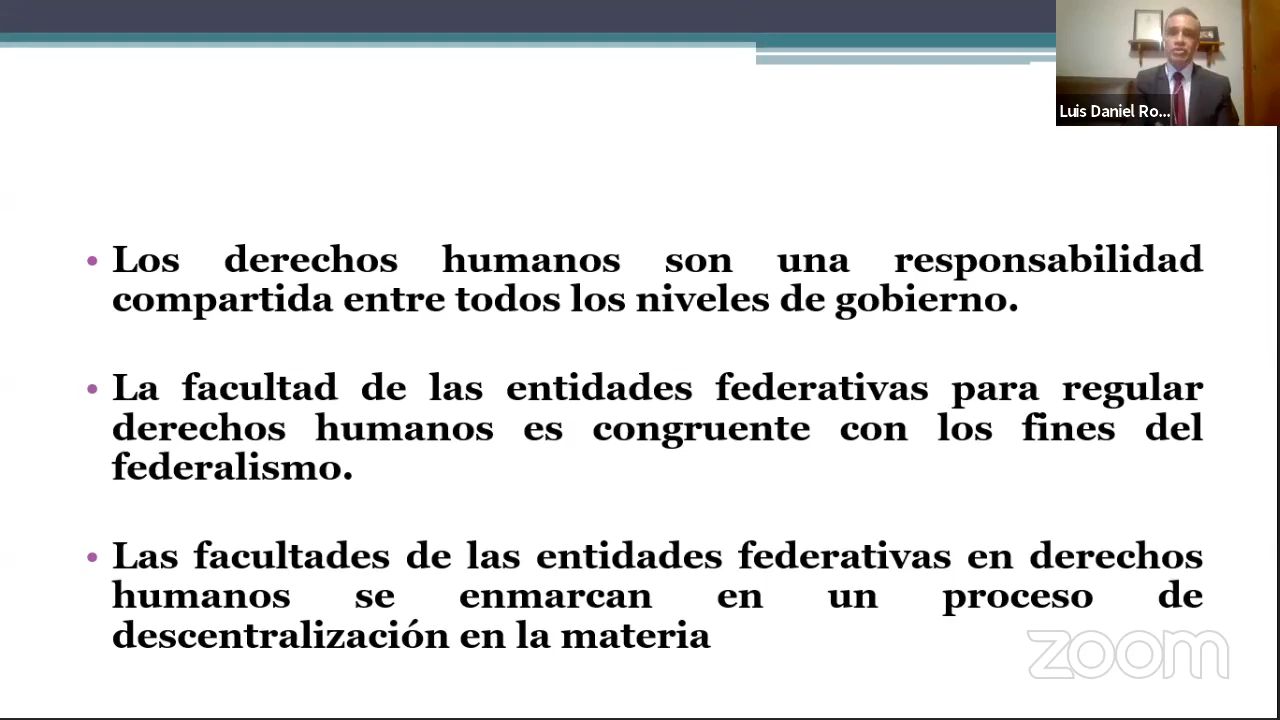 Luis Daniel Ro...
• Los derechos humanos son una responsabilidad
compartida entre todos los niveles de gobierno.
• La facultad de las entidades federativas para regular
derechos humanos es congruente con los fines del
federalismo.
• Las facultades de las entidades federativas en derechos
humanos se enmarcan en un proceso de
descentralización en la materia
zoom